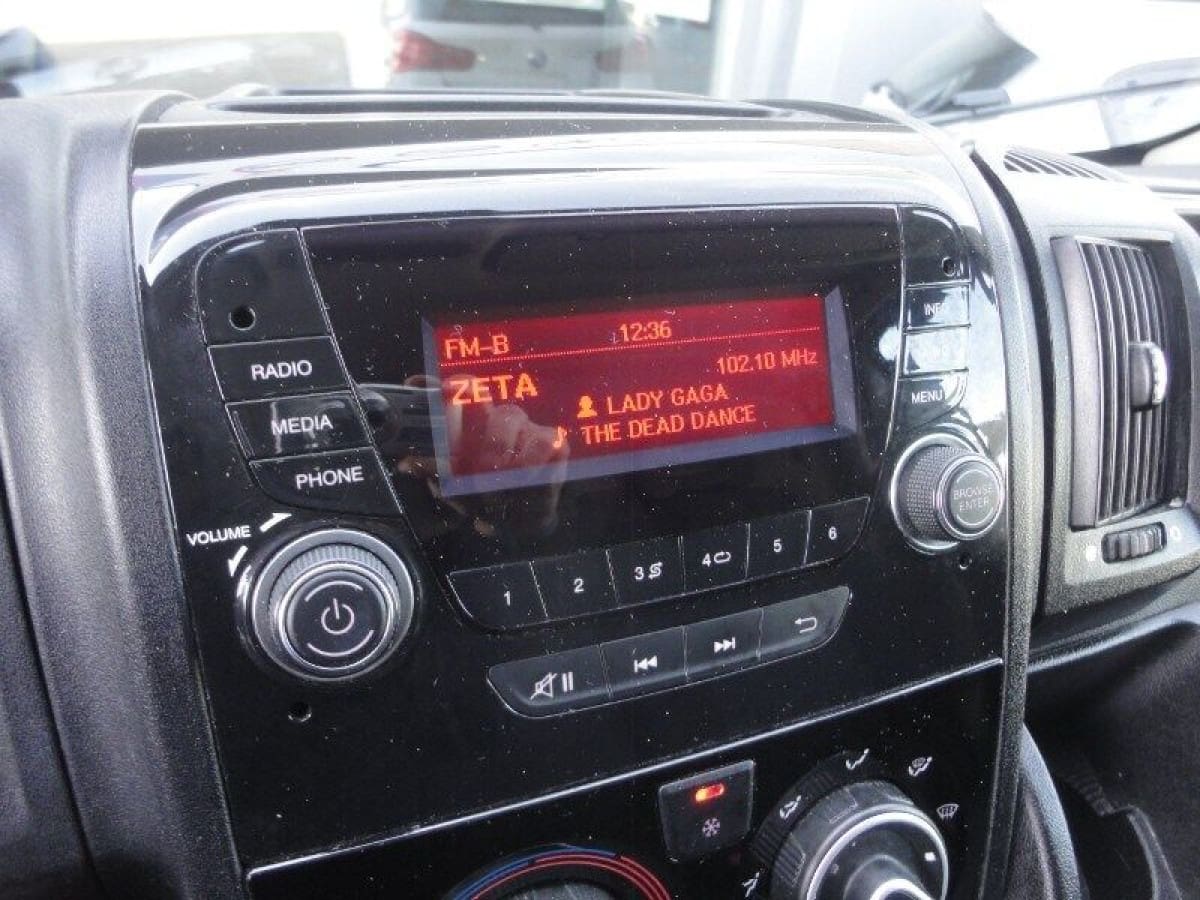 FM-B 12:36
102.10 MHz
ZETA
LADY GAGA
THE DEAD DANCE
RADIO
MEDIA
PHONE
VOLUME
MENU
BROWSE
ENTER
1 2 3 4 5 6